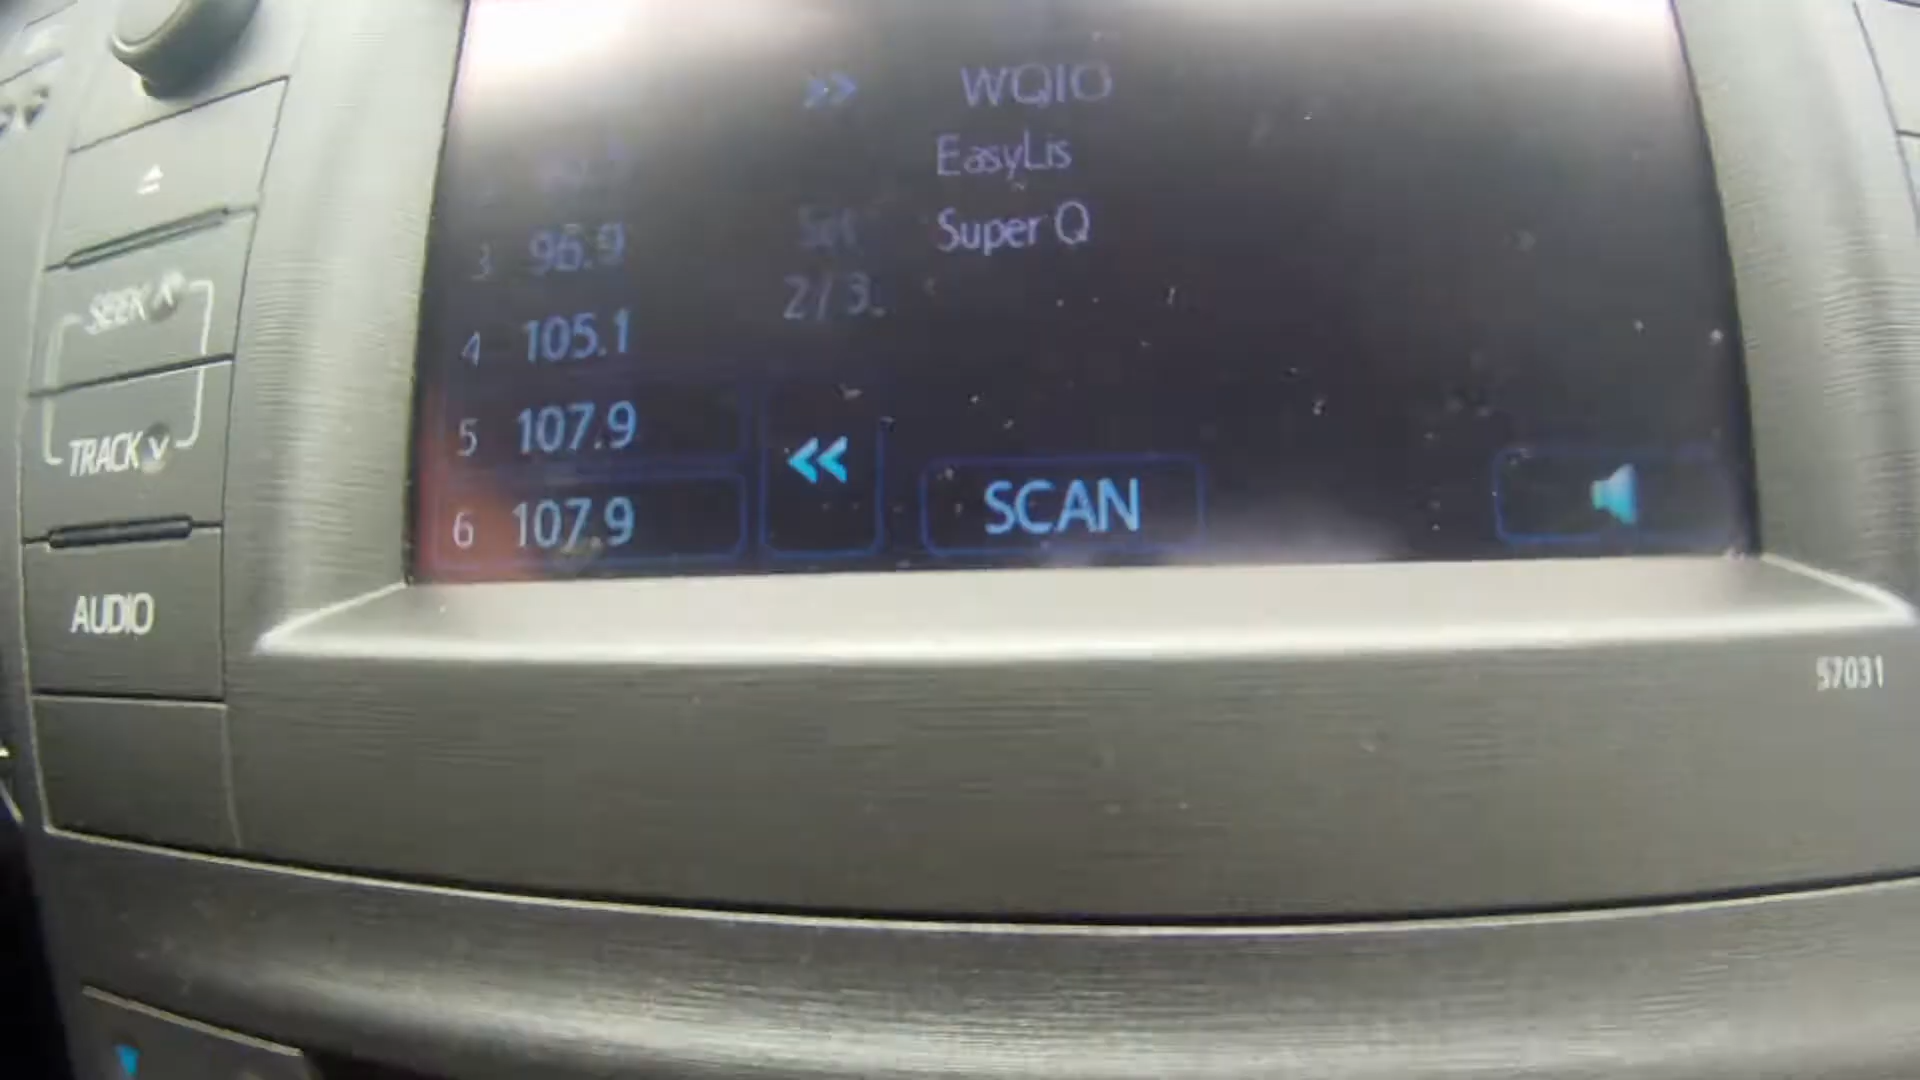 >> WQIO
EasyLis
3 96.9
Set
Super Q
2/3
SEEK ∧
4 105.1
TRACK ∨
5 107.9
<<
6 107.9
SCAN
AUDIO
57031